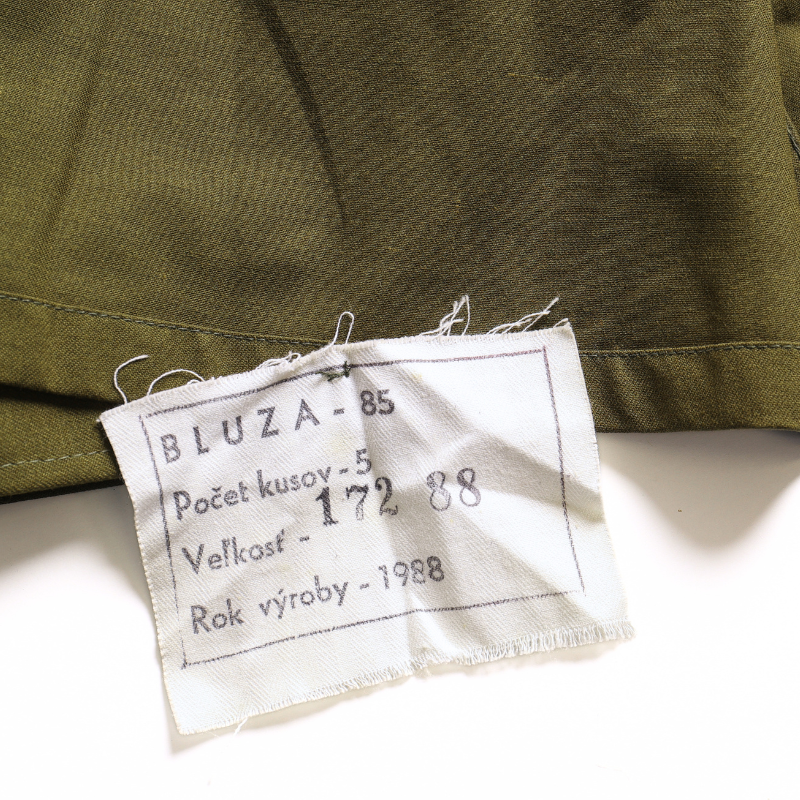 BLUZA - 85
Počet kusov - 5
Veľkosť - 172 88
Rok výroby - 1988